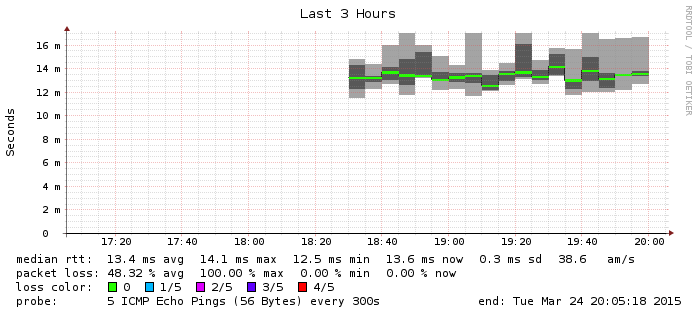 Last 3 Hours
RRDTOOL / TOBI OETIKER
Seconds
16 m
14 m
12 m
10 m
8 m
6 m
4 m
2 m
0
17:20 17:40 18:00 18:20 18:40 19:00 19:20 19:40 20:00
median rtt: 13.4 ms avg 14.1 ms max 12.5 ms min 13.6 ms now 0.3 ms sd 38.6 am/s
packet loss: 48.32 % avg 100.00 % max 0.00 % min 0.00 % now
loss color: 0 1/5 2/5 3/5 4/5
probe: 5 ICMP Echo Pings (56 Bytes) every 300s end: Tue Mar 24 20:05:18 2015